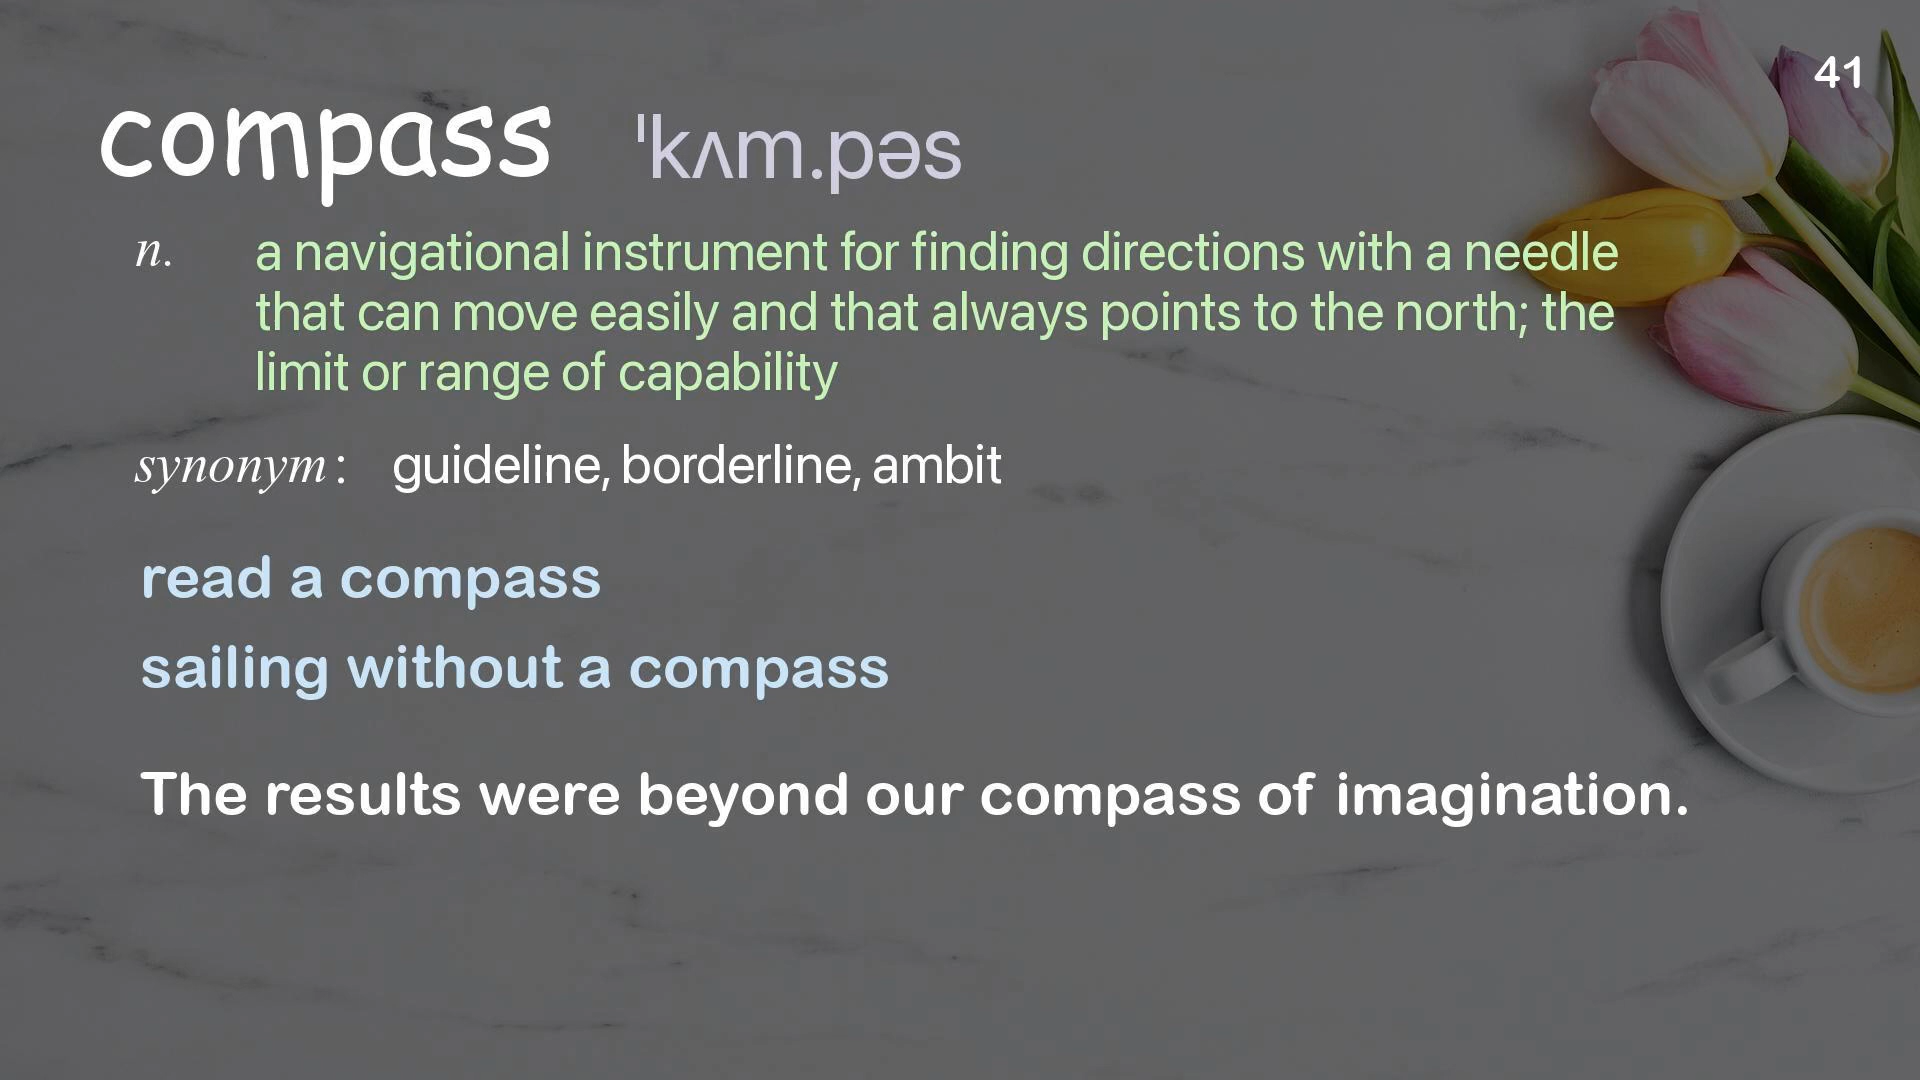 41
compass ˈkʌm.pəs
n. a navigational instrument for finding directions with a needle
that can move easily and that always points to the north; the
limit or range of capability
synonym : guideline, borderline, ambit
read a compass
sailing without a compass
The results were beyond our compass of imagination.